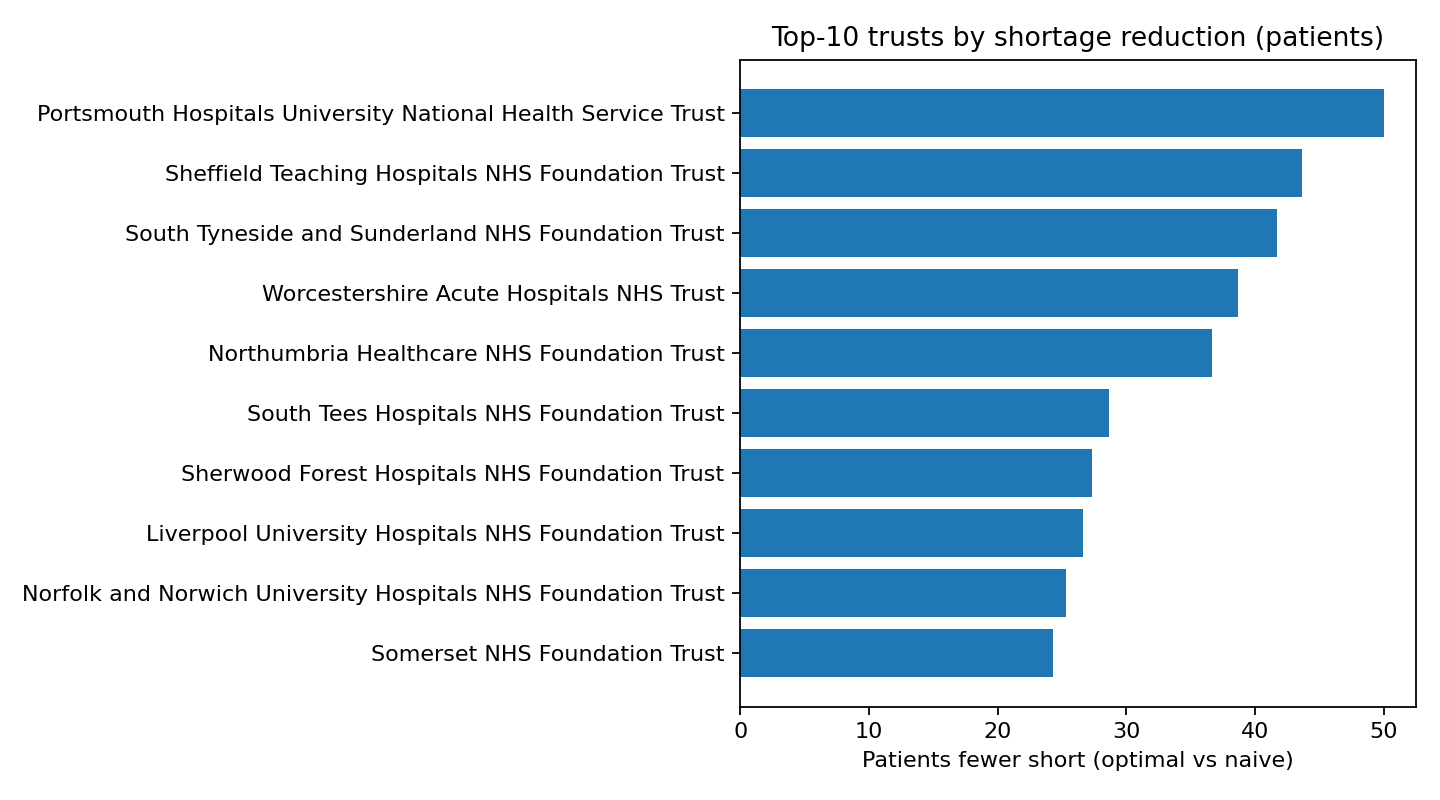 Top-10 trusts by shortage reduction (patients)
Portsmouth Hospitals University National Health Service Trust
Sheffield Teaching Hospitals NHS Foundation Trust
South Tyneside and Sunderland NHS Foundation Trust
Worcestershire Acute Hospitals NHS Trust
Northumbria Healthcare NHS Foundation Trust
South Tees Hospitals NHS Foundation Trust
Sherwood Forest Hospitals NHS Foundation Trust
Liverpool University Hospitals NHS Foundation Trust
Norfolk and Norwich University Hospitals NHS Foundation Trust
Somerset NHS Foundation Trust
0 10 20 30 40 50
Patients fewer short (optimal vs naive)